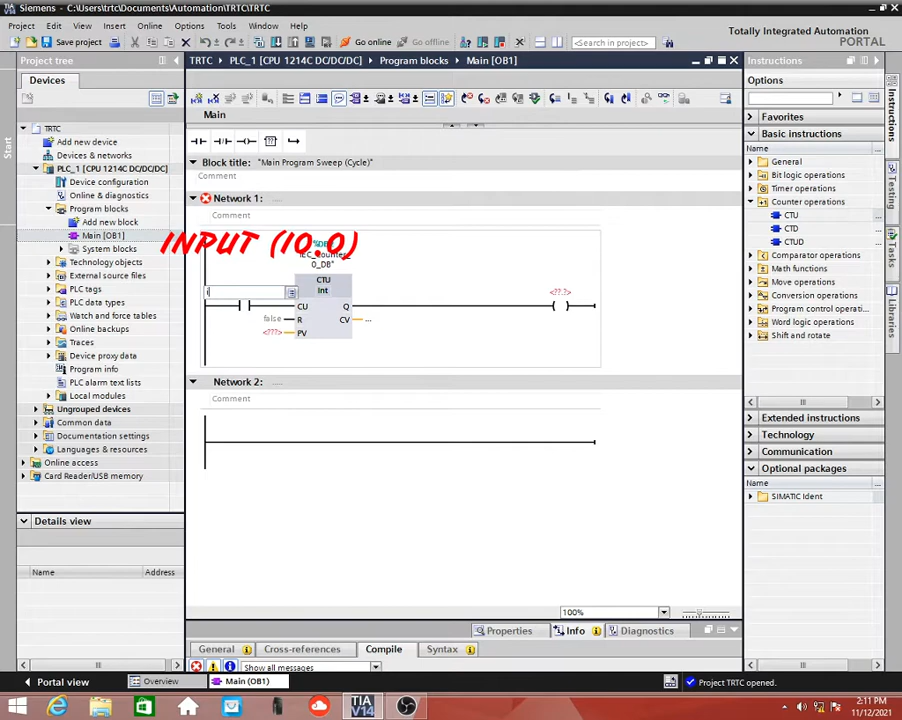 Siemens - C:\Users\trtc\Documents\Automation\TRTC\TRTC
Project Edit View Insert Online Options Tools Window Help
Totally Integrated Automation
PORTAL
Save project
Go online
Go offline
<Search in project>
Project tree
TRTC ▸ PLC_1 [CPU 1214C DC/DC/DC] ▸ Program blocks ▸ Main [OB1]
Instructions
Devices
Options
Start
Main
Favorites
Basic instructions
Name
General
Bit logic operations
Timer operations
Counter operations
CTU
CTD
CTUD
Comparator operations
Math functions
Move operations
Conversion operations
Program control operati...
Word logic operations
Shift and rotate
Extended instructions
Technology
Communication
Optional packages
Name
SIMATIC Ident
Instructions
Testing
Tasks
Libraries
TRTC
Add new device
Devices & networks
PLC_1 [CPU 1214C DC/DC/DC]
Device configuration
Online & diagnostics
Program blocks
Add new block
Main [OB1]
System blocks
Technology objects
External source files
PLC tags
PLC data types
Watch and force tables
Online backups
Traces
Device proxy data
Program info
PLC alarm text lists
Local modules
Ungrouped devices
Common data
Documentation settings
Languages & resources
Online access
Card Reader/USB memory
Details view
Name Address
Block title: "Main Program Sweep (Cycle)"
Comment
Network 1: .....
Comment
INPUT (I0.0)
IEC_Counter_
0_DB"
CTU
Int
i
<??.?>
CU Q
false R CV ...
<???> PV
Network 2: .....
Comment
100%
Properties Info Diagnostics
General Cross-references Compile Syntax
Show all messages
Portal view Overview Main (OB1)
Project TRTC opened.
TIA
V14
2:11 PM
11/12/2021